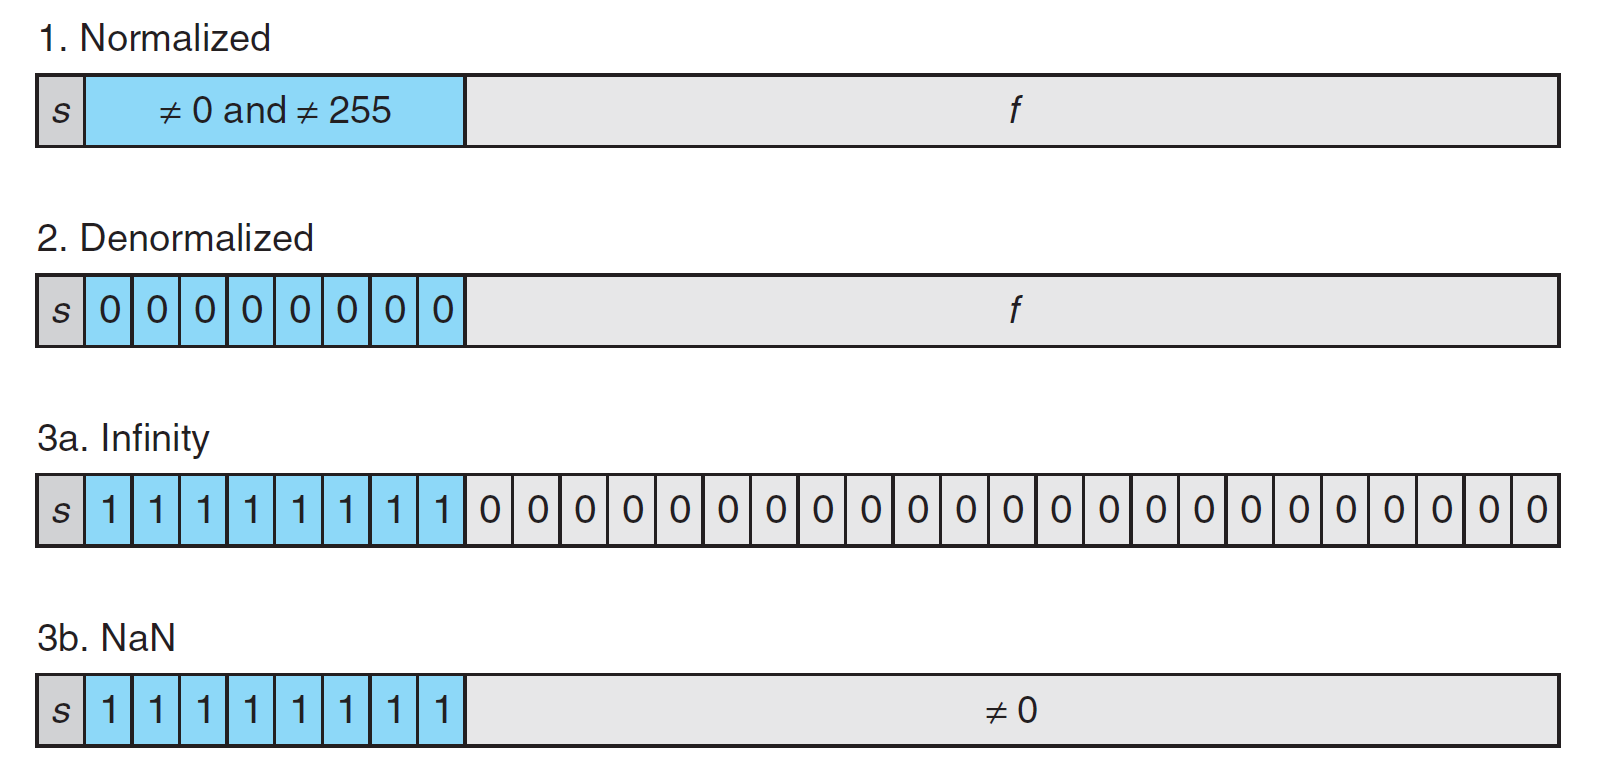 1. Normalized
s ≠ 0 and ≠ 255 f
2. Denormalized
s 0 0 0 0 0 0 0 0 f
3a. Infinity
s 1 1 1 1 1 1 1 1 0 0 0 0 0 0 0 0 0 0 0 0 0 0 0 0 0 0 0 0 0 0 0
3b. NaN
s 1 1 1 1 1 1 1 1 ≠ 0